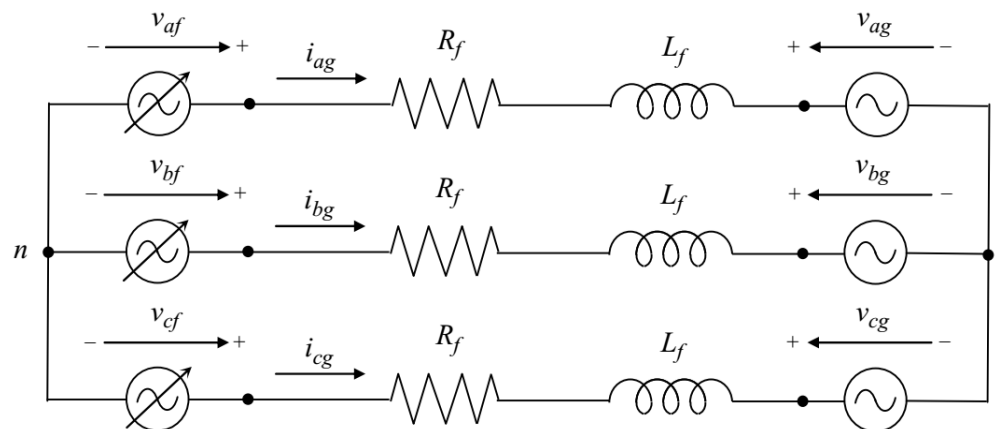 v_af v_ag
− + i_ag R_f L_f + −
v_bf v_bg
− + i_bg R_f L_f + −
n
v_cf v_cg
− + i_cg R_f L_f + −